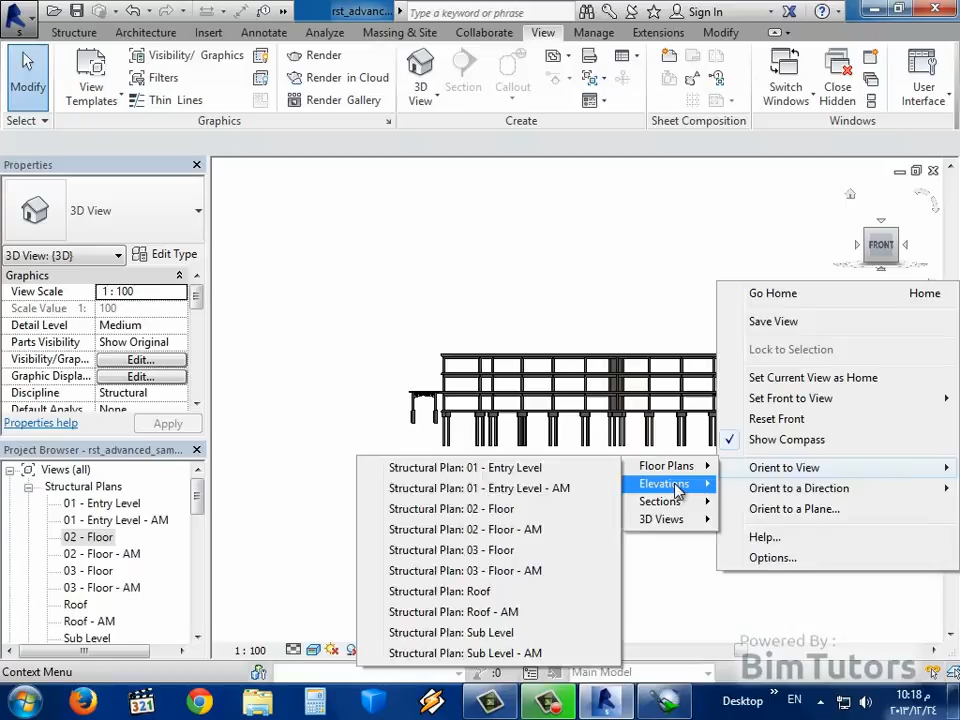 rst_advanc...
Type a keyword or phrase
Sign In
S
Structure
Architecture
Insert
Annotate
Analyze
Massing & Site
Collaborate
View
Manage
Extensions
Modify
Modify
View
Templates
Visibility/ Graphics
Filters
Thin Lines
Render
Render in Cloud
Render Gallery
3D
View
Section
Callout
Switch
Windows
Close
Hidden
User
Interface
Select
Graphics
Create
Sheet Composition
Windows
Properties
3D View
3D View: {3D}
Edit Type
Graphics
View Scale
1 : 100
Scale Value 1:
100
Detail Level
Medium
Parts Visibility
Show Original
Visibility/Grap...
Edit...
Graphic Displa...
Edit...
Discipline
Structural
Default Analys
None
Properties help
Apply
Project Browser - rst_advanced_sam...
Views (all)
Structural Plans
01 - Entry Level
01 - Entry Level - AM
02 - Floor
02 - Floor - AM
03 - Floor
03 - Floor - AM
Roof
Roof - AM
Sub Level
FRONT
Go Home
Home
Save View
Lock to Selection
Set Current View as Home
Set Front to View
Reset Front
Show Compass
Orient to View
Orient to a Direction
Orient to a Plane...
Help...
Options...
Floor Plans
Elevations
Sections
3D Views
Structural Plan: 01 - Entry Level
Structural Plan: 01 - Entry Level - AM
Structural Plan: 02 - Floor
Structural Plan: 02 - Floor - AM
Structural Plan: 03 - Floor
Structural Plan: 03 - Floor - AM
Structural Plan: Roof
Structural Plan: Roof - AM
Structural Plan: Sub Level
Structural Plan: Sub Level - AM
1 : 100
Powered By :
BimTutors
Context Menu
:0
Main Model
321
Desktop
EN
١٠:١٨ م
٢٠١٣/١٢/٢٤